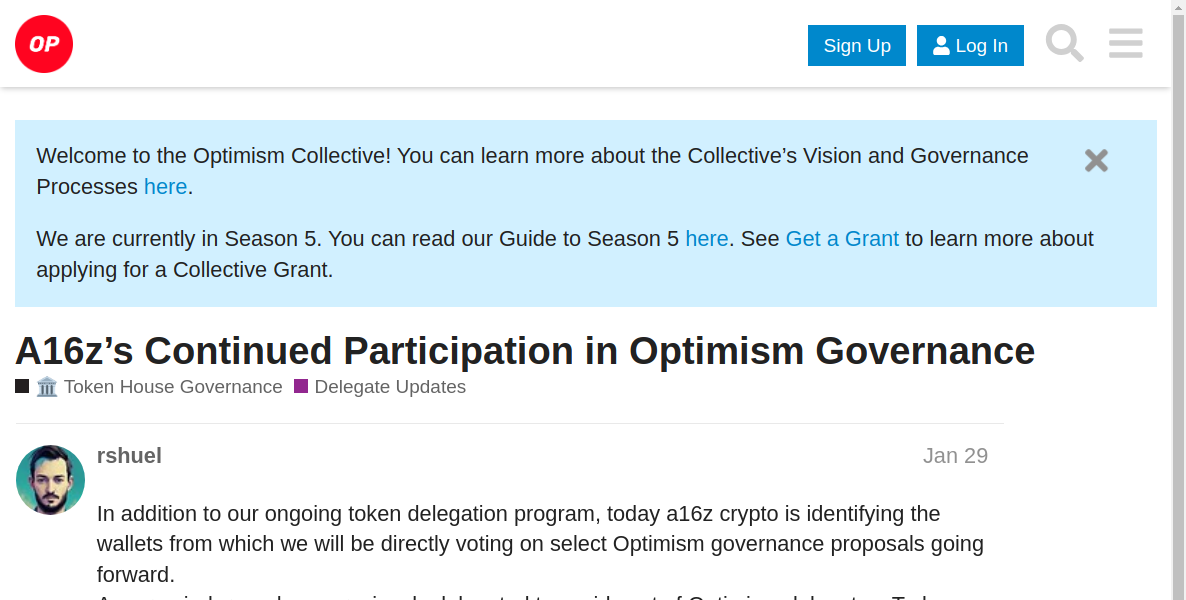 OP
Sign Up
Log In
Welcome to the Optimism Collective! You can learn more about the Collective’s Vision and Governance
Processes here.
We are currently in Season 5. You can read our Guide to Season 5 here. See Get a Grant to learn more about
applying for a Collective Grant.
A16z’s Continued Participation in Optimism Governance
🏛️ Token House Governance Delegate Updates
rshuel
Jan 29
In addition to our ongoing token delegation program, today a16z crypto is identifying the
wallets from which we will be directly voting on select Optimism governance proposals going
forward.